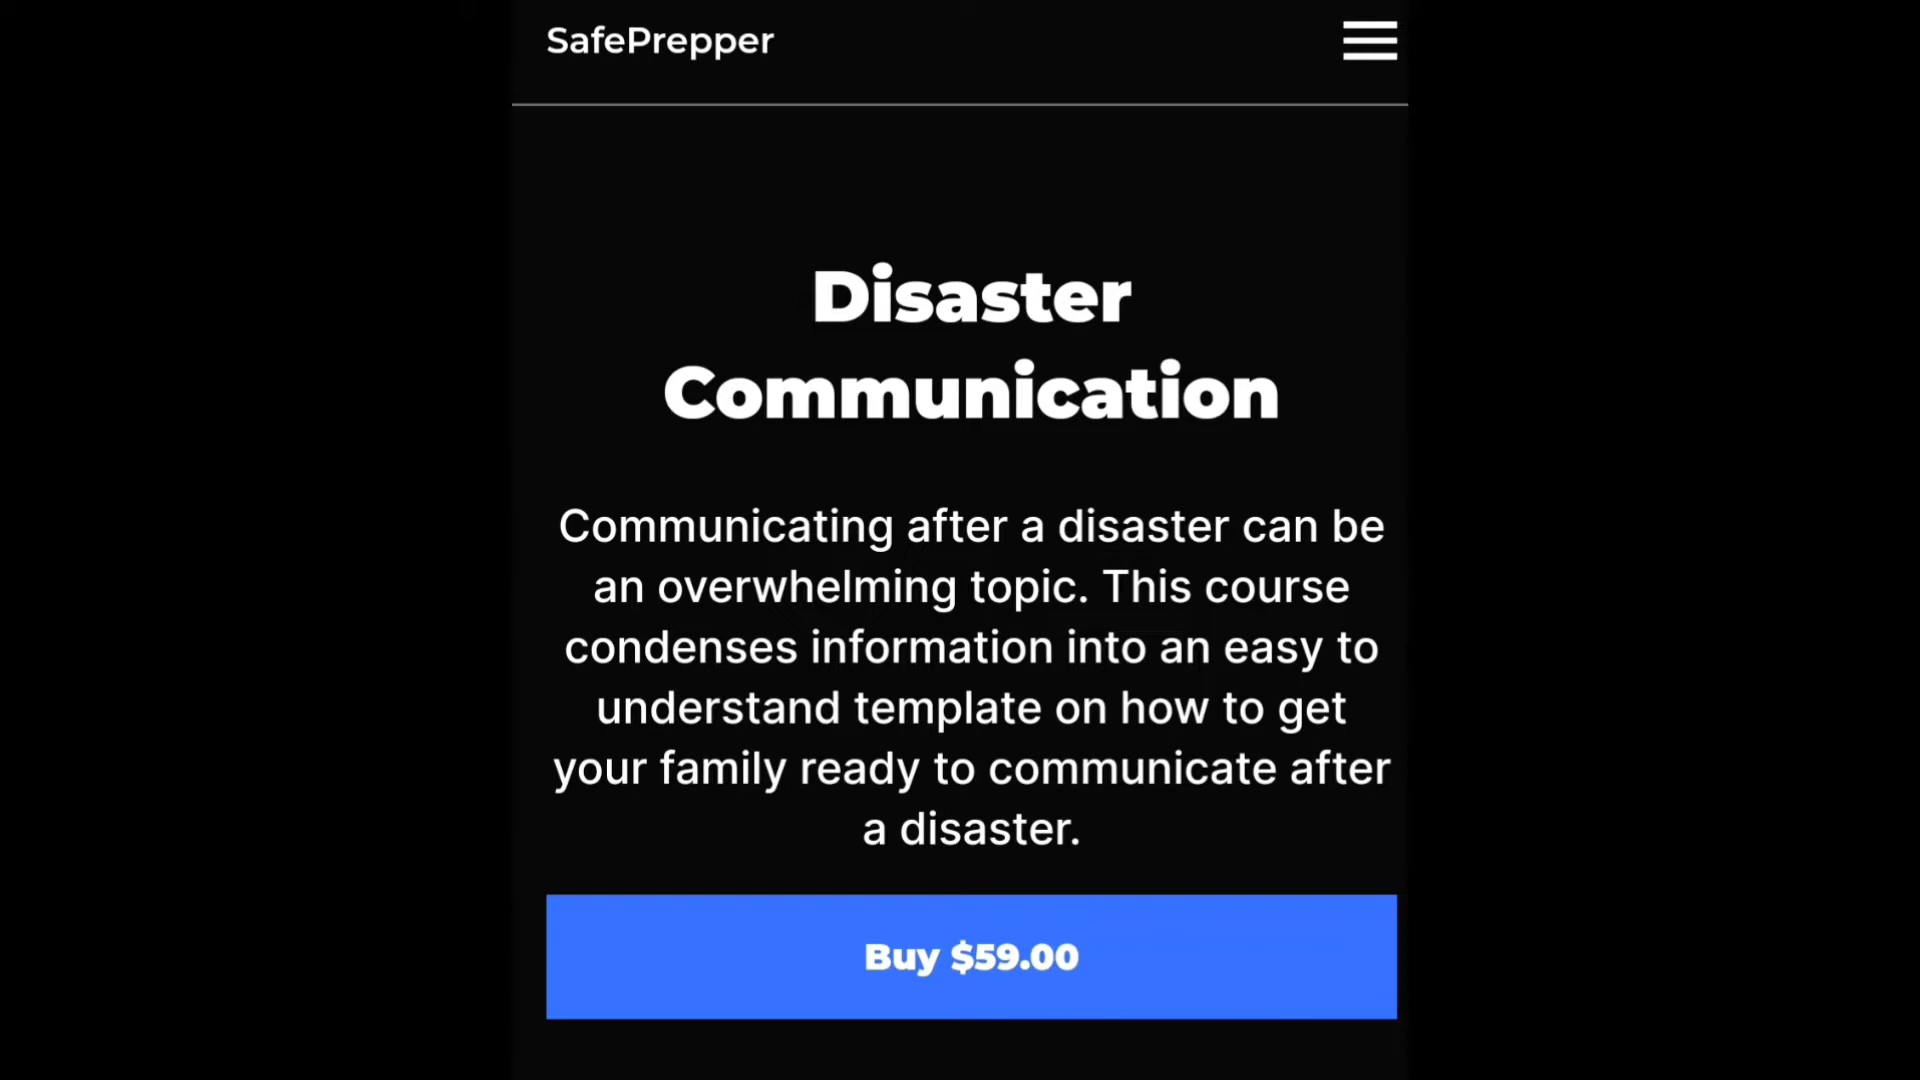 SafePrepper
Disaster
Communication
Communicating after a disaster can be
an overwhelming topic. This course
condenses information into an easy to
understand template on how to get
your family ready to communicate after
a disaster.
Buy $59.00